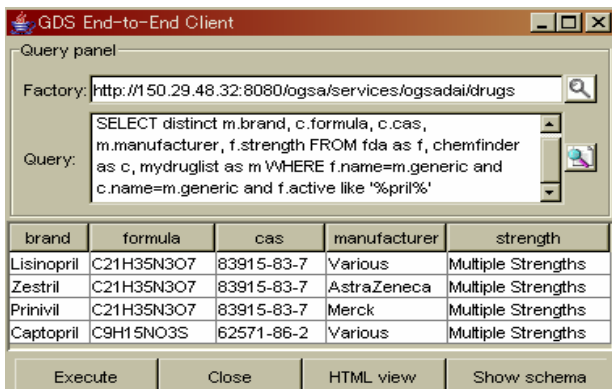 GDS End-to-End Client
Query panel
Factory: http://150.29.48.32:8080/ogsa/services/ogsadai/drugs
Query: SELECT distinct m.brand, c.formula, c.cas,
m.manufacturer, f.strength FROM fda as f, chemfinder
as c, mydruglist as m WHERE f.name=m.generic and
c.name=m.generic and f.active like '%pril%'
brand formula cas manufacturer strength
Lisinopril C21H35N3O7 83915-83-7 Various Multiple Strengths
Zestril C21H35N3O7 83915-83-7 AstraZeneca Multiple Strengths
Prinivil C21H35N3O7 83915-83-7 Merck Multiple Strengths
Captopril C9H15NO3S 62571-86-2 Various Multiple Strengths
Execute Close HTML view Show schema